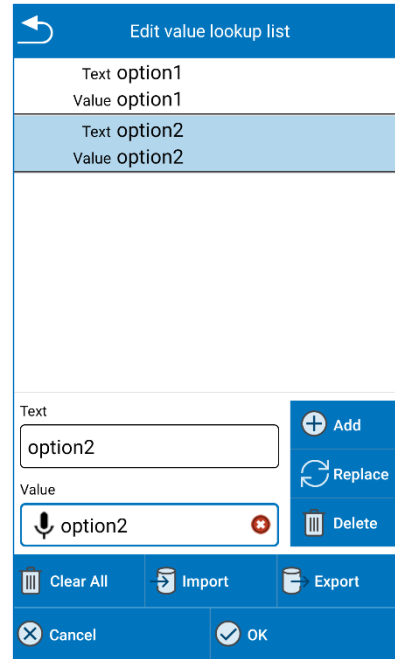 Edit value lookup list
Text option1
Value option1
Text option2
Value option2
Text
option2
Add
Replace
Value
option2
Delete
Clear All Import Export
Cancel OK